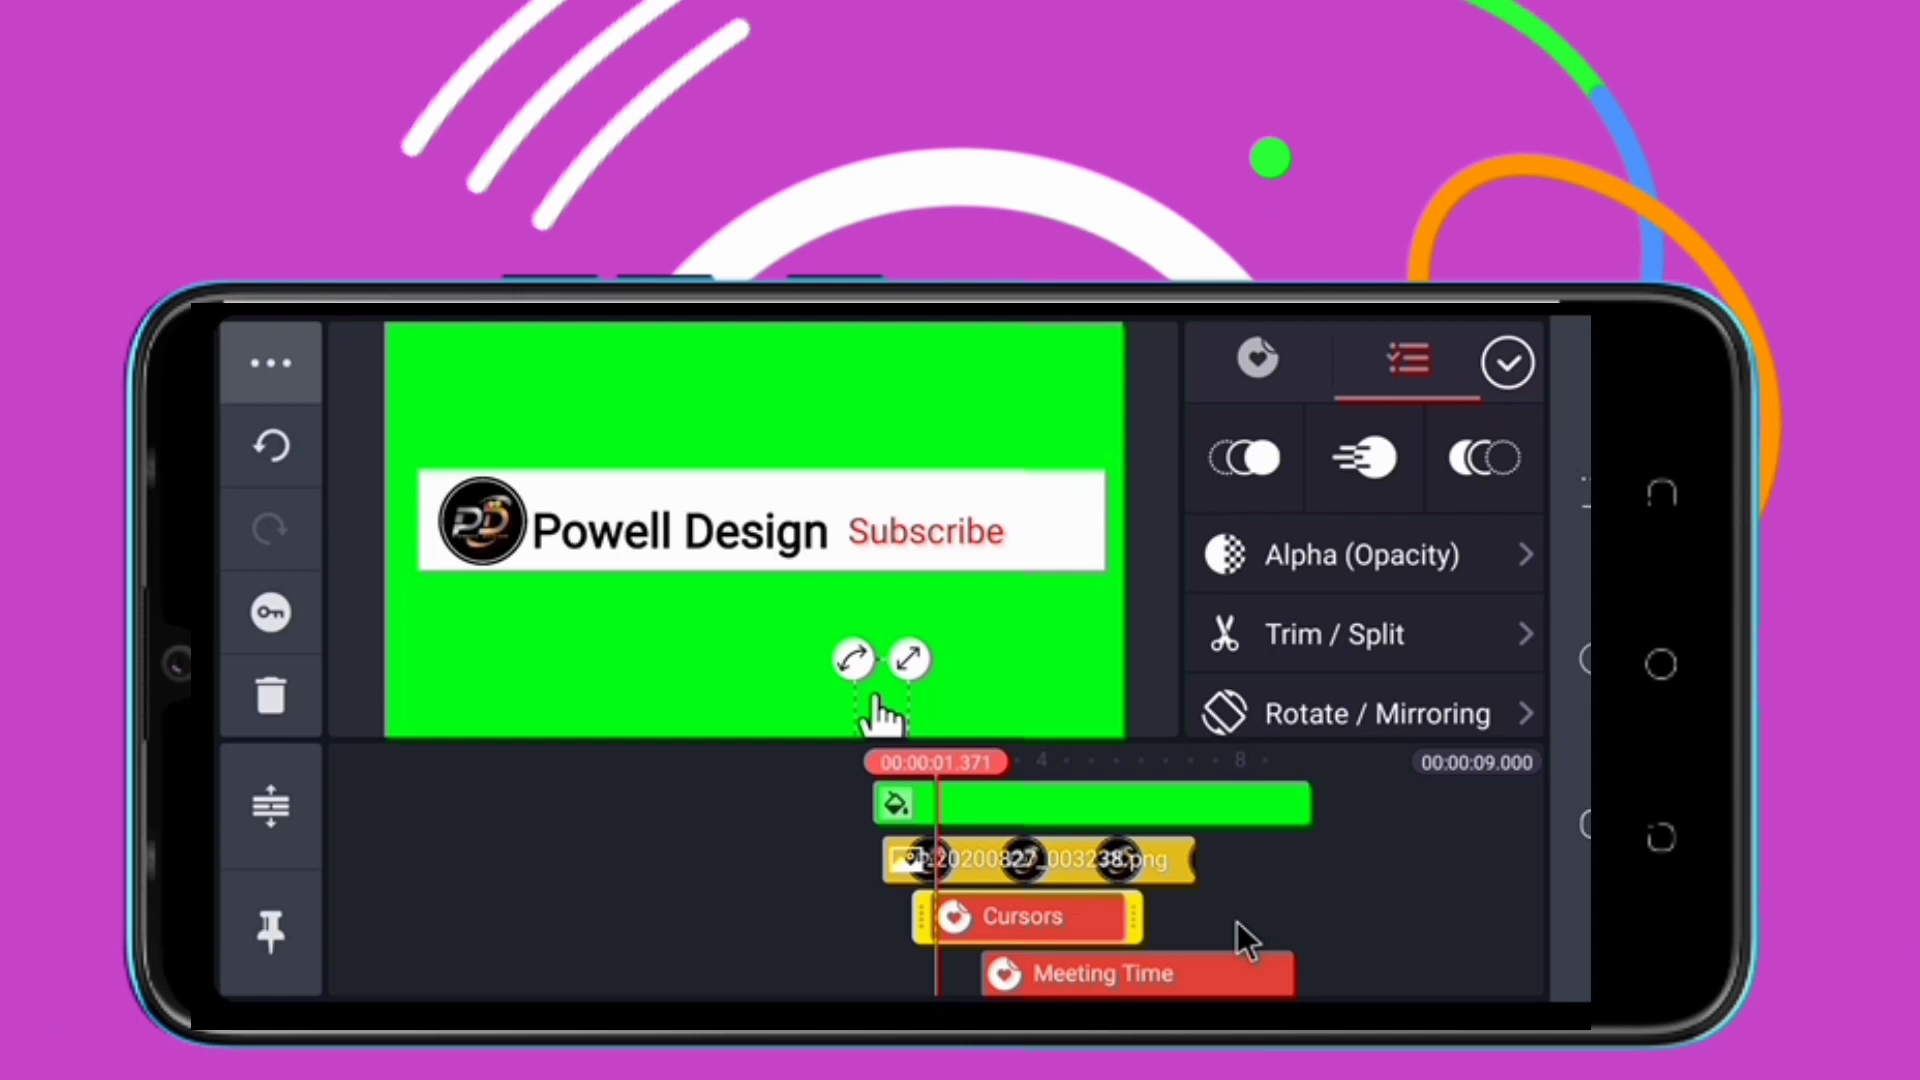 Powell Design Subscribe
PD
Alpha (Opacity)
Trim / Split
Rotate / Mirroring
00:00:01.371
4
8
00:00:09.000
20200827_003238.png
Cursors
Meeting Time